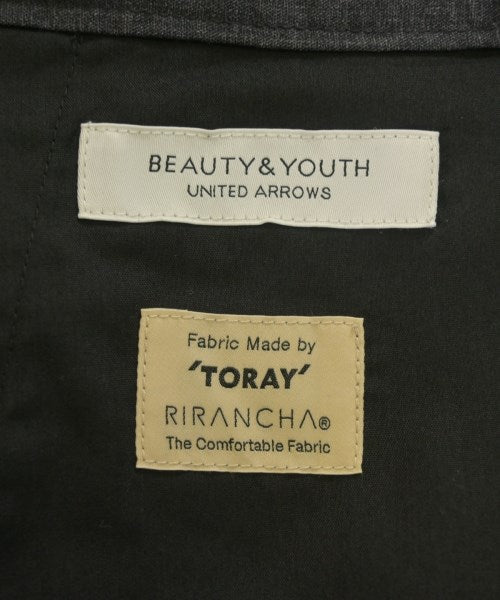 BEAUTY&YOUTH
UNITED ARROWS
Fabric Made by
'TORAY'
RIRANCHA®
The Comfortable Fabric